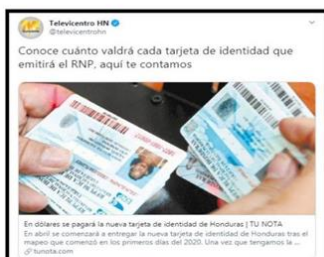 Televicentro HN
@televicentrohn
Conoce cuánto valdrá cada tarjeta de identidad que
emitirá el RNP, aquí te contamos
En dólares se pagará la nueva tarjeta de identidad de Honduras | TU NOTA
En abril se comenzará a entregar la nueva tarjeta de identidad de Honduras tras el
mapeo que comenzó en los primeros días del 2020. Una vez que tengamos la ...
tunota.com